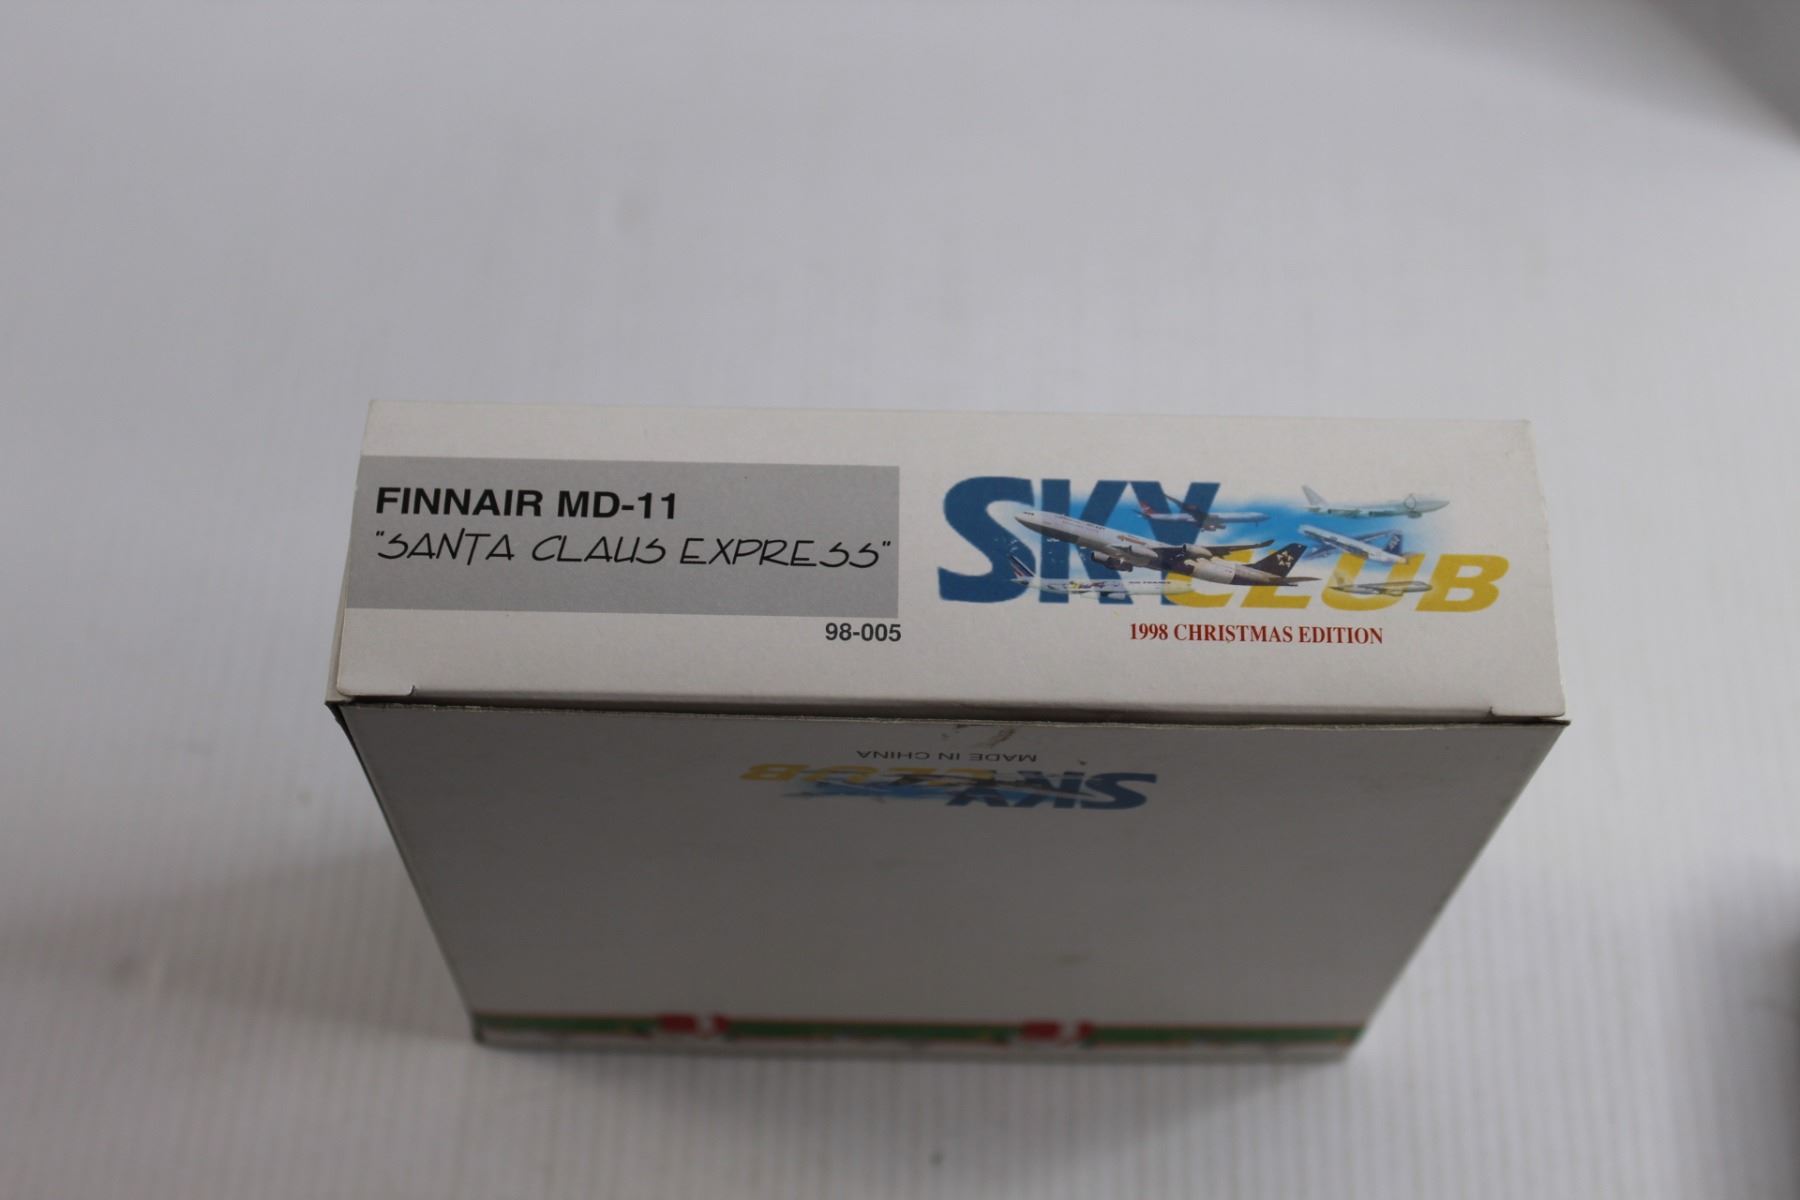 FINNAIR MD-11
"SANTA CLAUS EXPRESS"
98-005
SKY CLUB
1998 CHRISTMAS EDITION
MADE IN CHINA
SKY CLUB